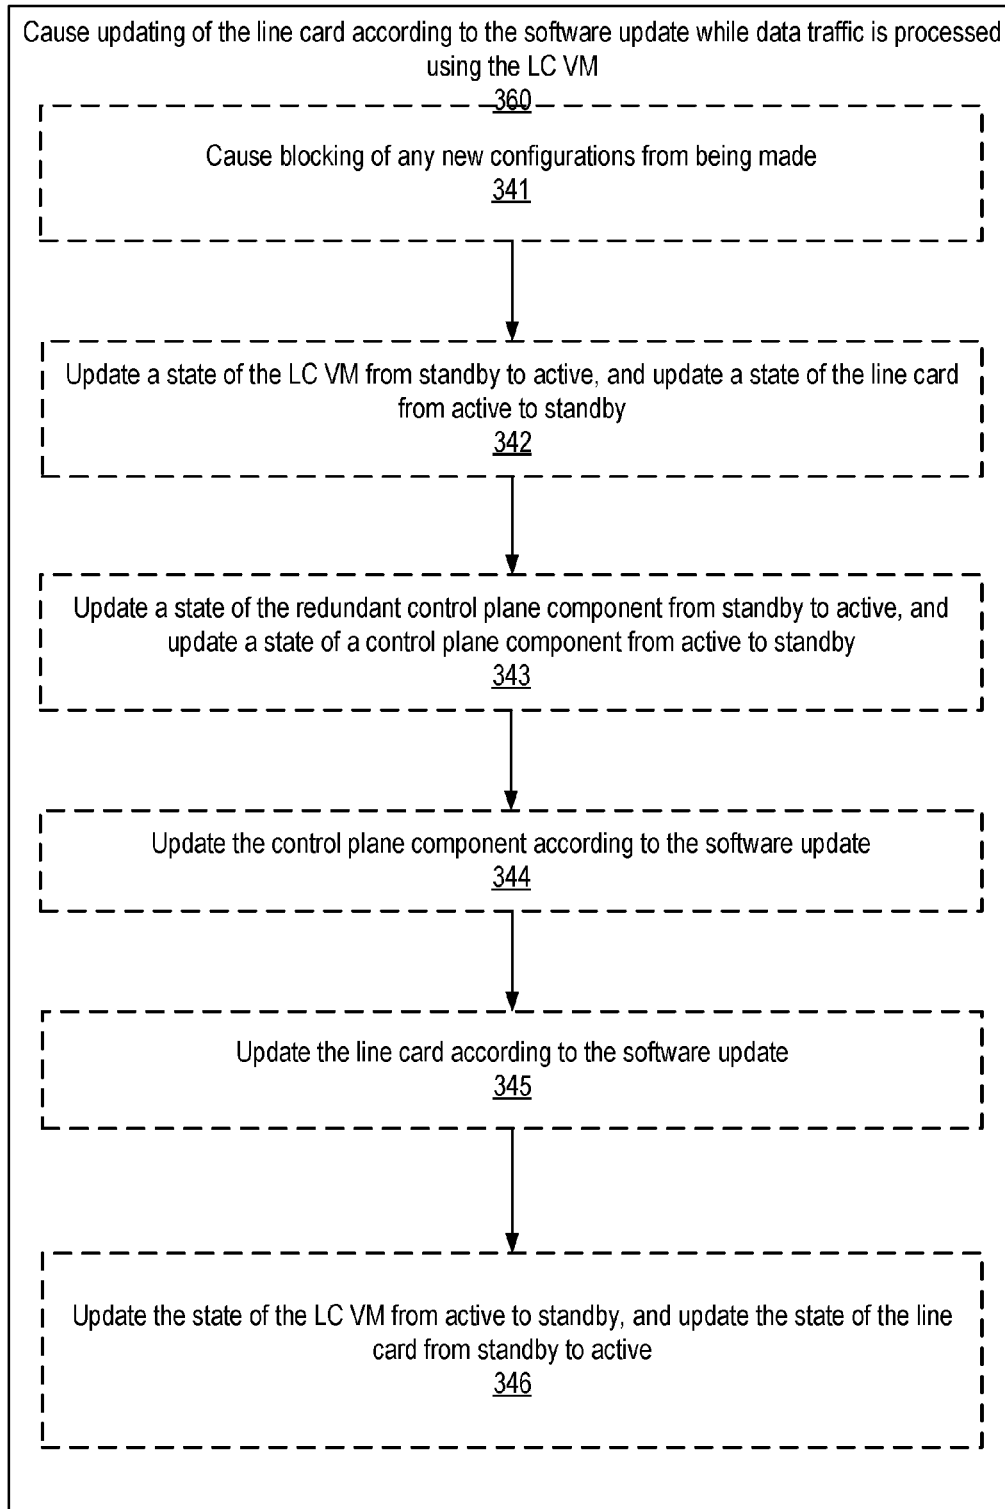 Cause updating of the line card according to the software update while data traffic is processed
using the LC VM
360
Cause blocking of any new configurations from being made
341
Update a state of the LC VM from standby to active, and update a state of the line card
from active to standby
342
Update a state of the redundant control plane component from standby to active, and
update a state of a control plane component from active to standby
343
Update the control plane component according to the software update
344
Update the line card according to the software update
345
Update the state of the LC VM from active to standby, and update the state of the line
card from standby to active
346